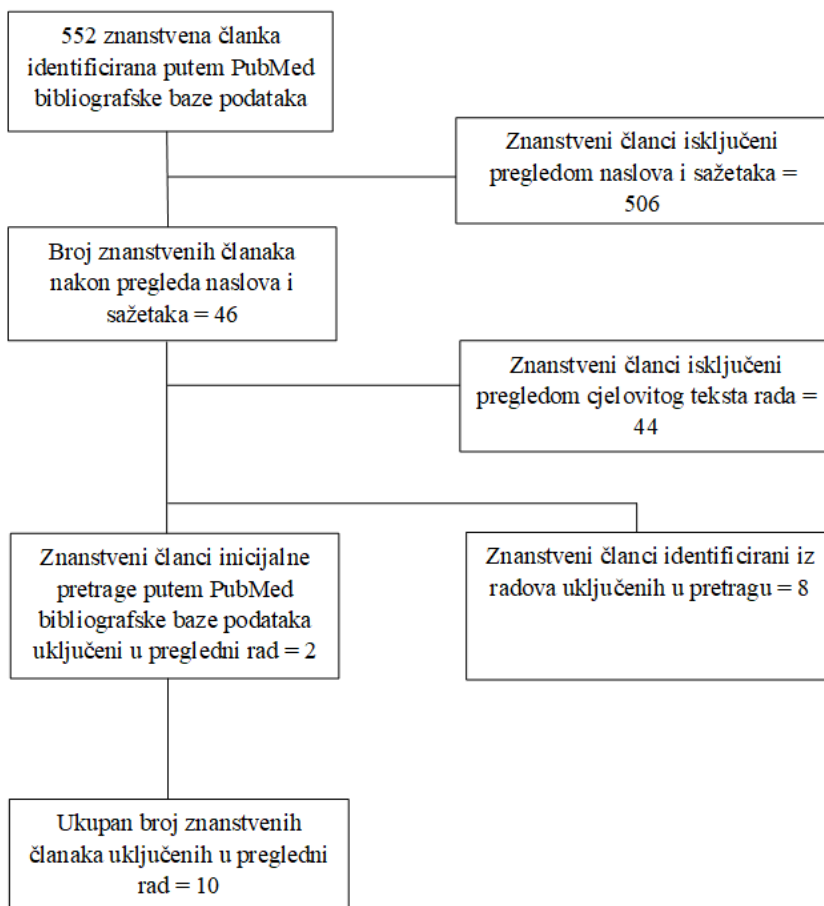 552 znanstvena članka
identificirana putem PubMed
bibliografske baze podataka
Znanstveni članci isključeni
pregledom naslova i sažetaka =
506
Broj znanstvenih članaka
nakon pregleda naslova i
sažetaka = 46
Znanstveni članci isključeni
pregledom cjelovitog teksta rada =
44
Znanstveni članci inicijalne
pretrage putem PubMed
bibliografske baze podataka
uključeni u pregledni rad = 2
Znanstveni članci identificirani iz
radova uključenih u pretragu = 8
Ukupan broj znanstvenih
članaka uključenih u pregledni
rad = 10